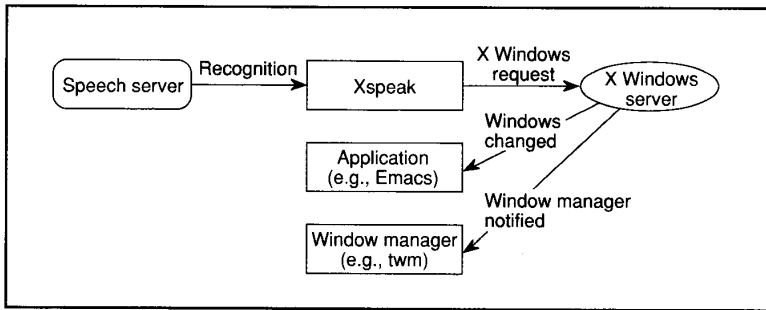 Speech server
Recognition
Xspeak
X Windows
request
X Windows
server
Windows
changed
Application
(e.g., Emacs)
Window manager
notified
Window manager
(e.g., twm)